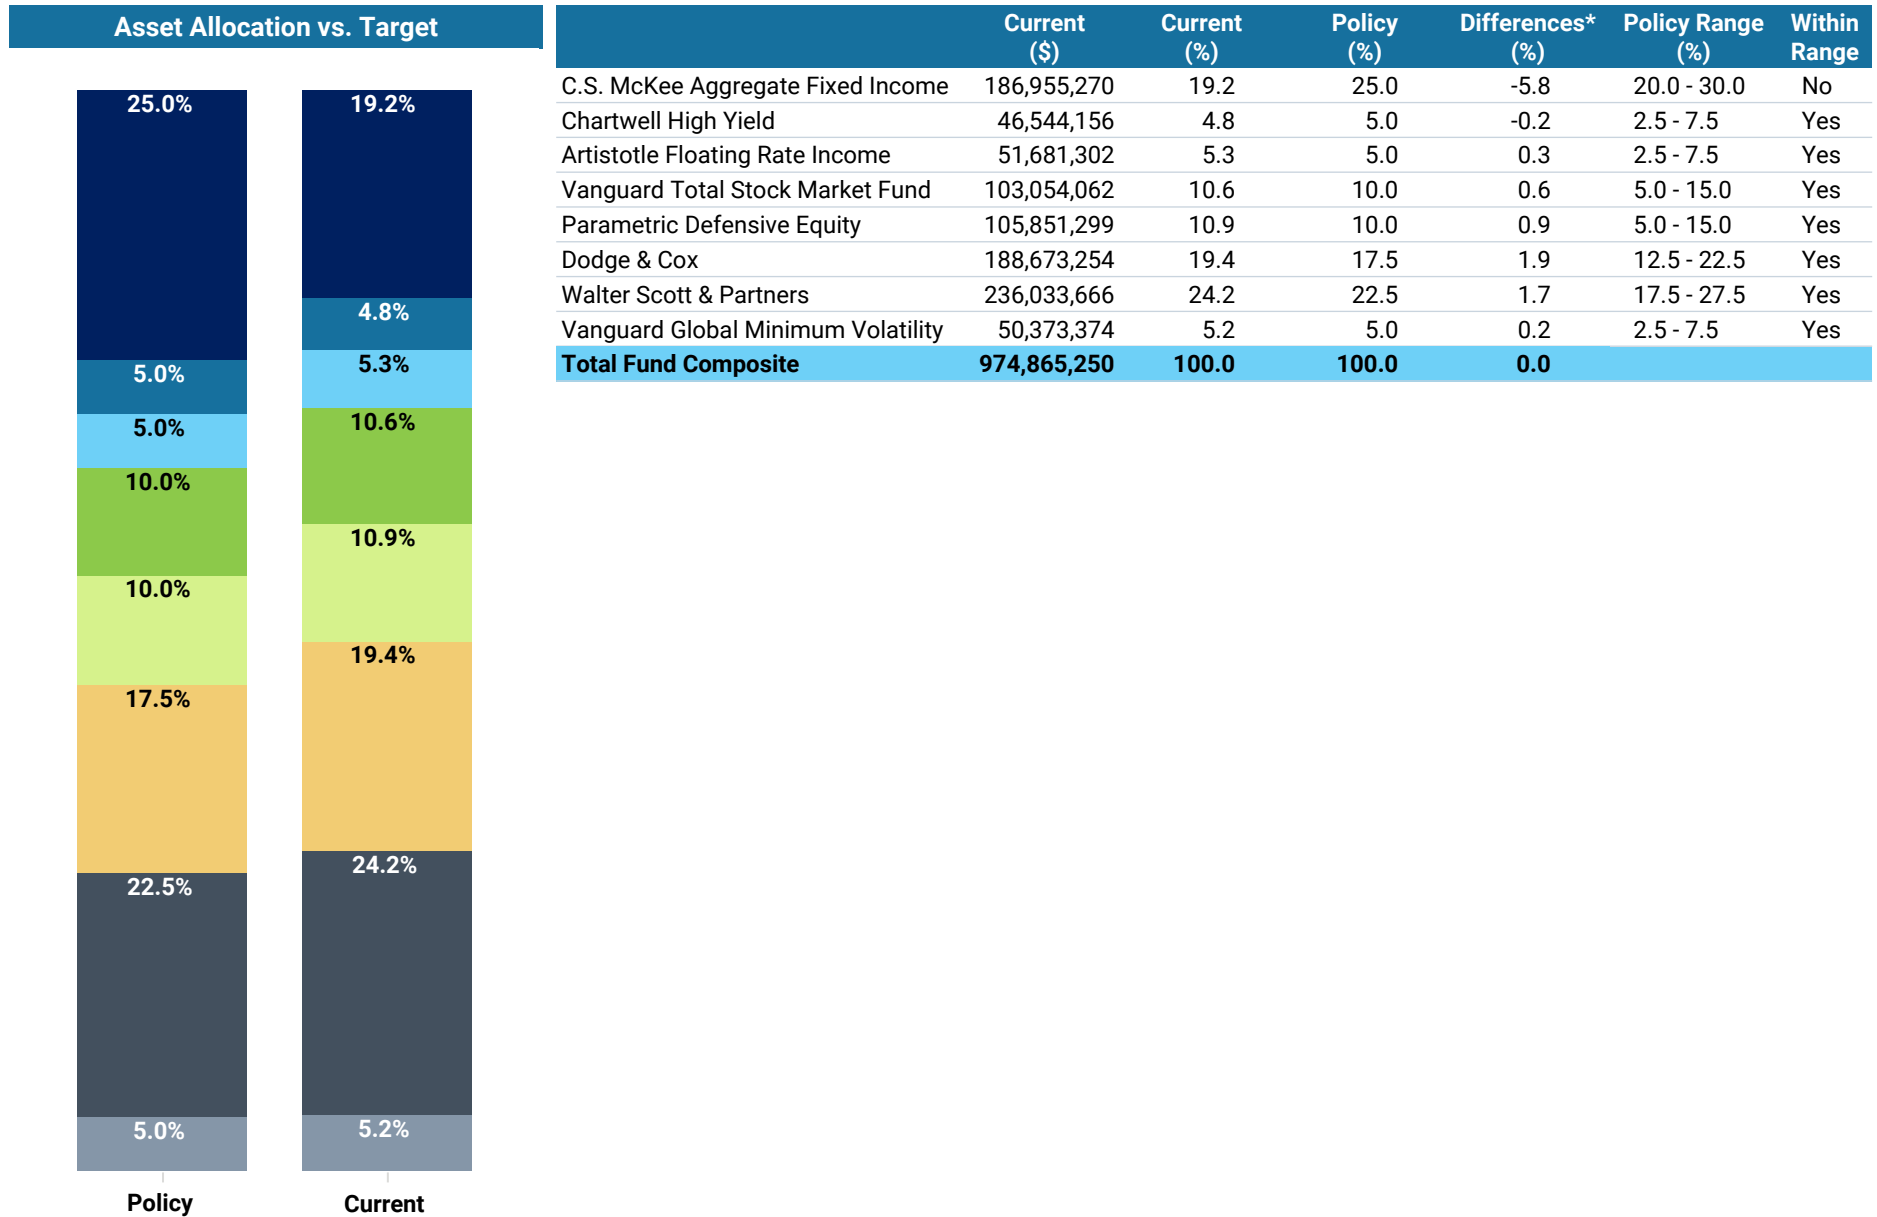 Asset Allocation vs. Target
25.0%
5.0%
5.0%
10.0%
10.0%
17.5%
22.5%
5.0%
Policy
19.2%
4.8%
5.3%
10.6%
10.9%
19.4%
24.2%
5.2%
Current
Current ($) Current (%) Policy (%) Differences* (%) Policy Range (%) Within Range
C.S. McKee Aggregate Fixed Income 186,955,270 19.2 25.0 -5.8 20.0 - 30.0 No
Chartwell High Yield 46,544,156 4.8 5.0 -0.2 2.5 - 7.5 Yes
Artistotle Floating Rate Income 51,681,302 5.3 5.0 0.3 2.5 - 7.5 Yes
Vanguard Total Stock Market Fund 103,054,062 10.6 10.0 0.6 5.0 - 15.0 Yes
Parametric Defensive Equity 105,851,299 10.9 10.0 0.9 5.0 - 15.0 Yes
Dodge & Cox 188,673,254 19.4 17.5 1.9 12.5 - 22.5 Yes
Walter Scott & Partners 236,033,666 24.2 22.5 1.7 17.5 - 27.5 Yes
Vanguard Global Minimum Volatility 50,373,374 5.2 5.0 0.2 2.5 - 7.5 Yes
Total Fund Composite 974,865,250 100.0 100.0 0.0